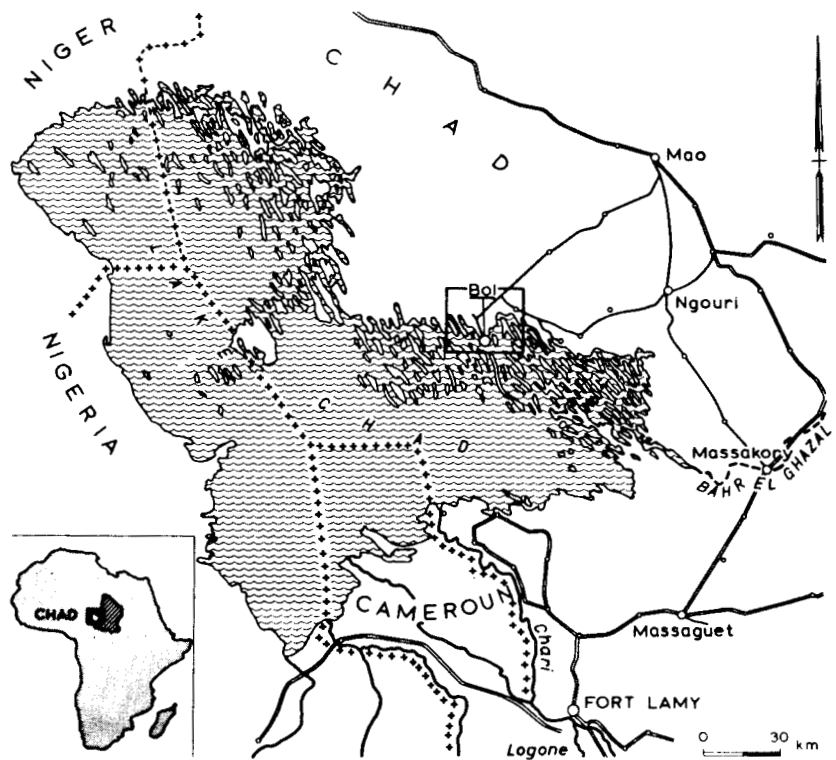 NIGER
CHAD
Mao
Bol
Ngouri
NIGERIA
LAKE
CHAD
Massakory
BAHR EL GHAZAL
CHAD
CAMEROUN
Chari
Massaguet
FORT LAMY
Logone
0 30 km